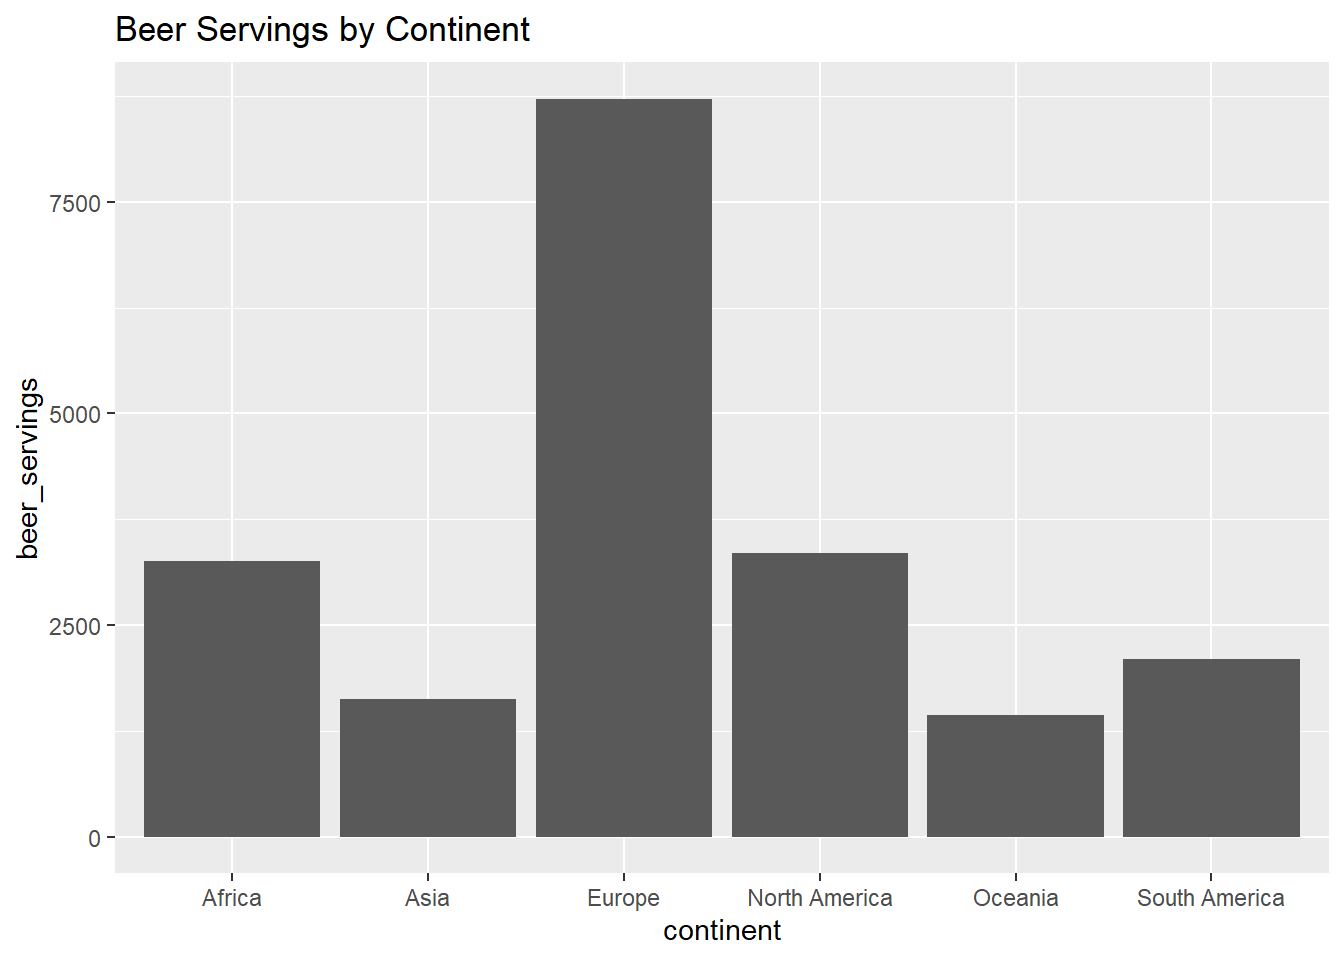 Beer Servings by Continent
beer_servings
7500
5000
2500
0
Africa Asia Europe North America Oceania South America
continent